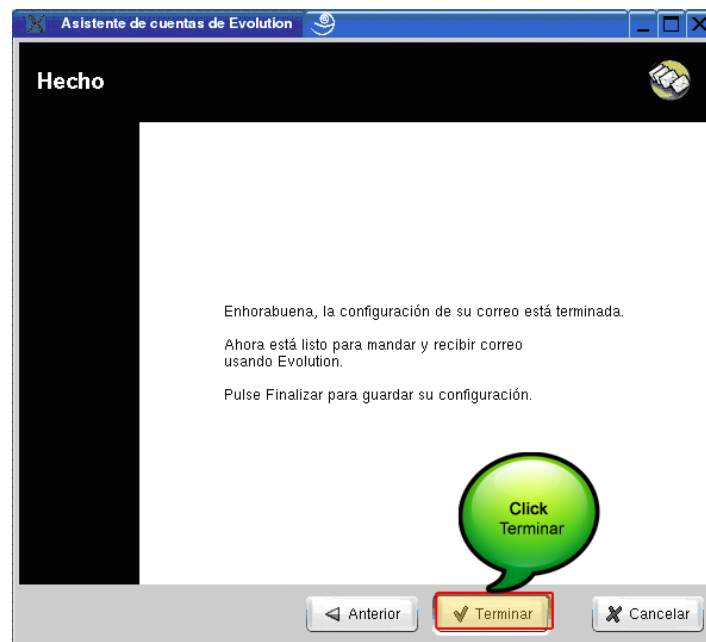 Asistente de cuentas de Evolution
Hecho
Enhorabuena, la configuración de su correo está terminada.
Ahora está listo para mandar y recibir correo
usando Evolution.
Pulse Finalizar para guardar su configuración.
Click
Terminar
Anterior
Terminar
Cancelar